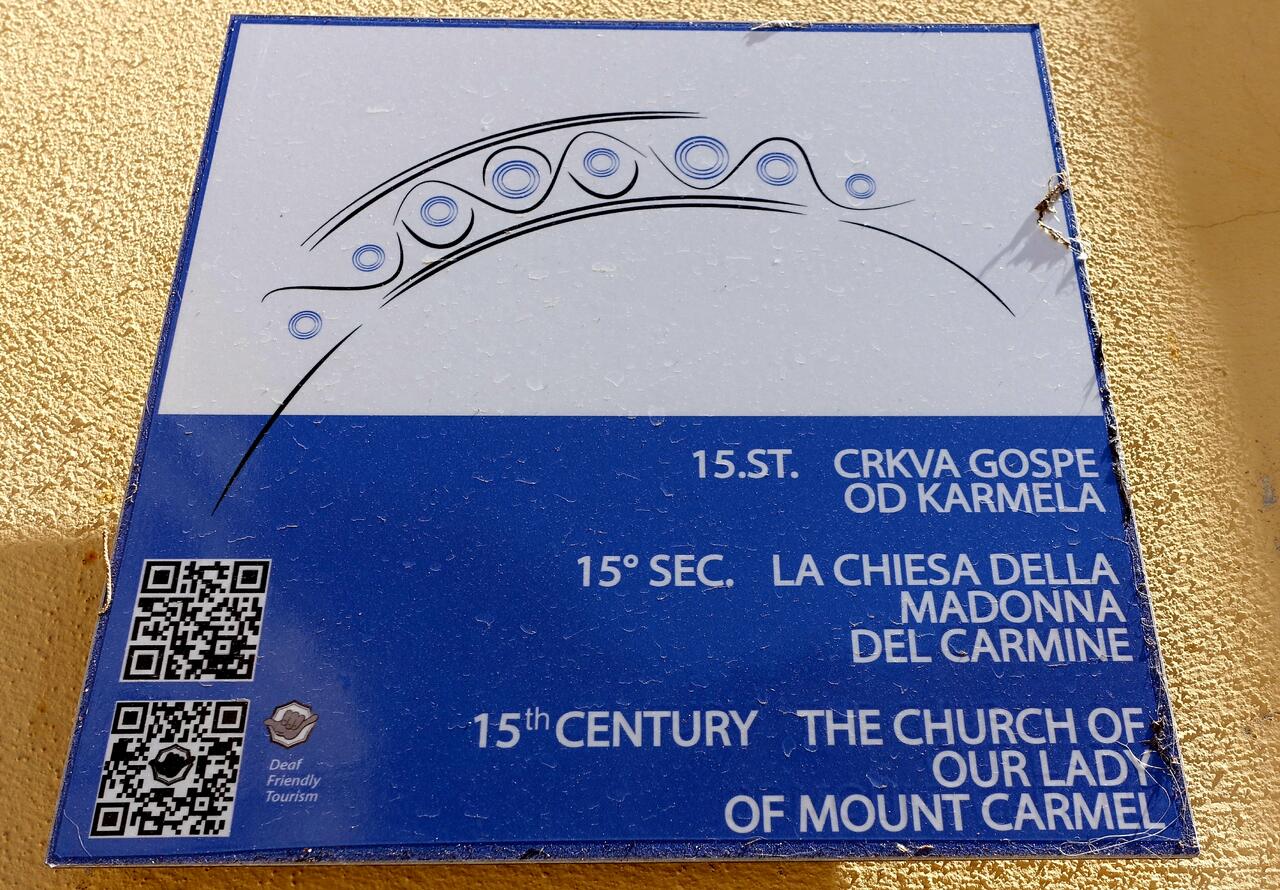 15.ST. CRKVA GOSPE
OD KARMELA
15° SEC. LA CHIESA DELLA
MADONNA
DEL CARMINE
15th CENTURY THE CHURCH OF
OUR LADY
OF MOUNT CARMEL
Deaf
Friendly
Tourism